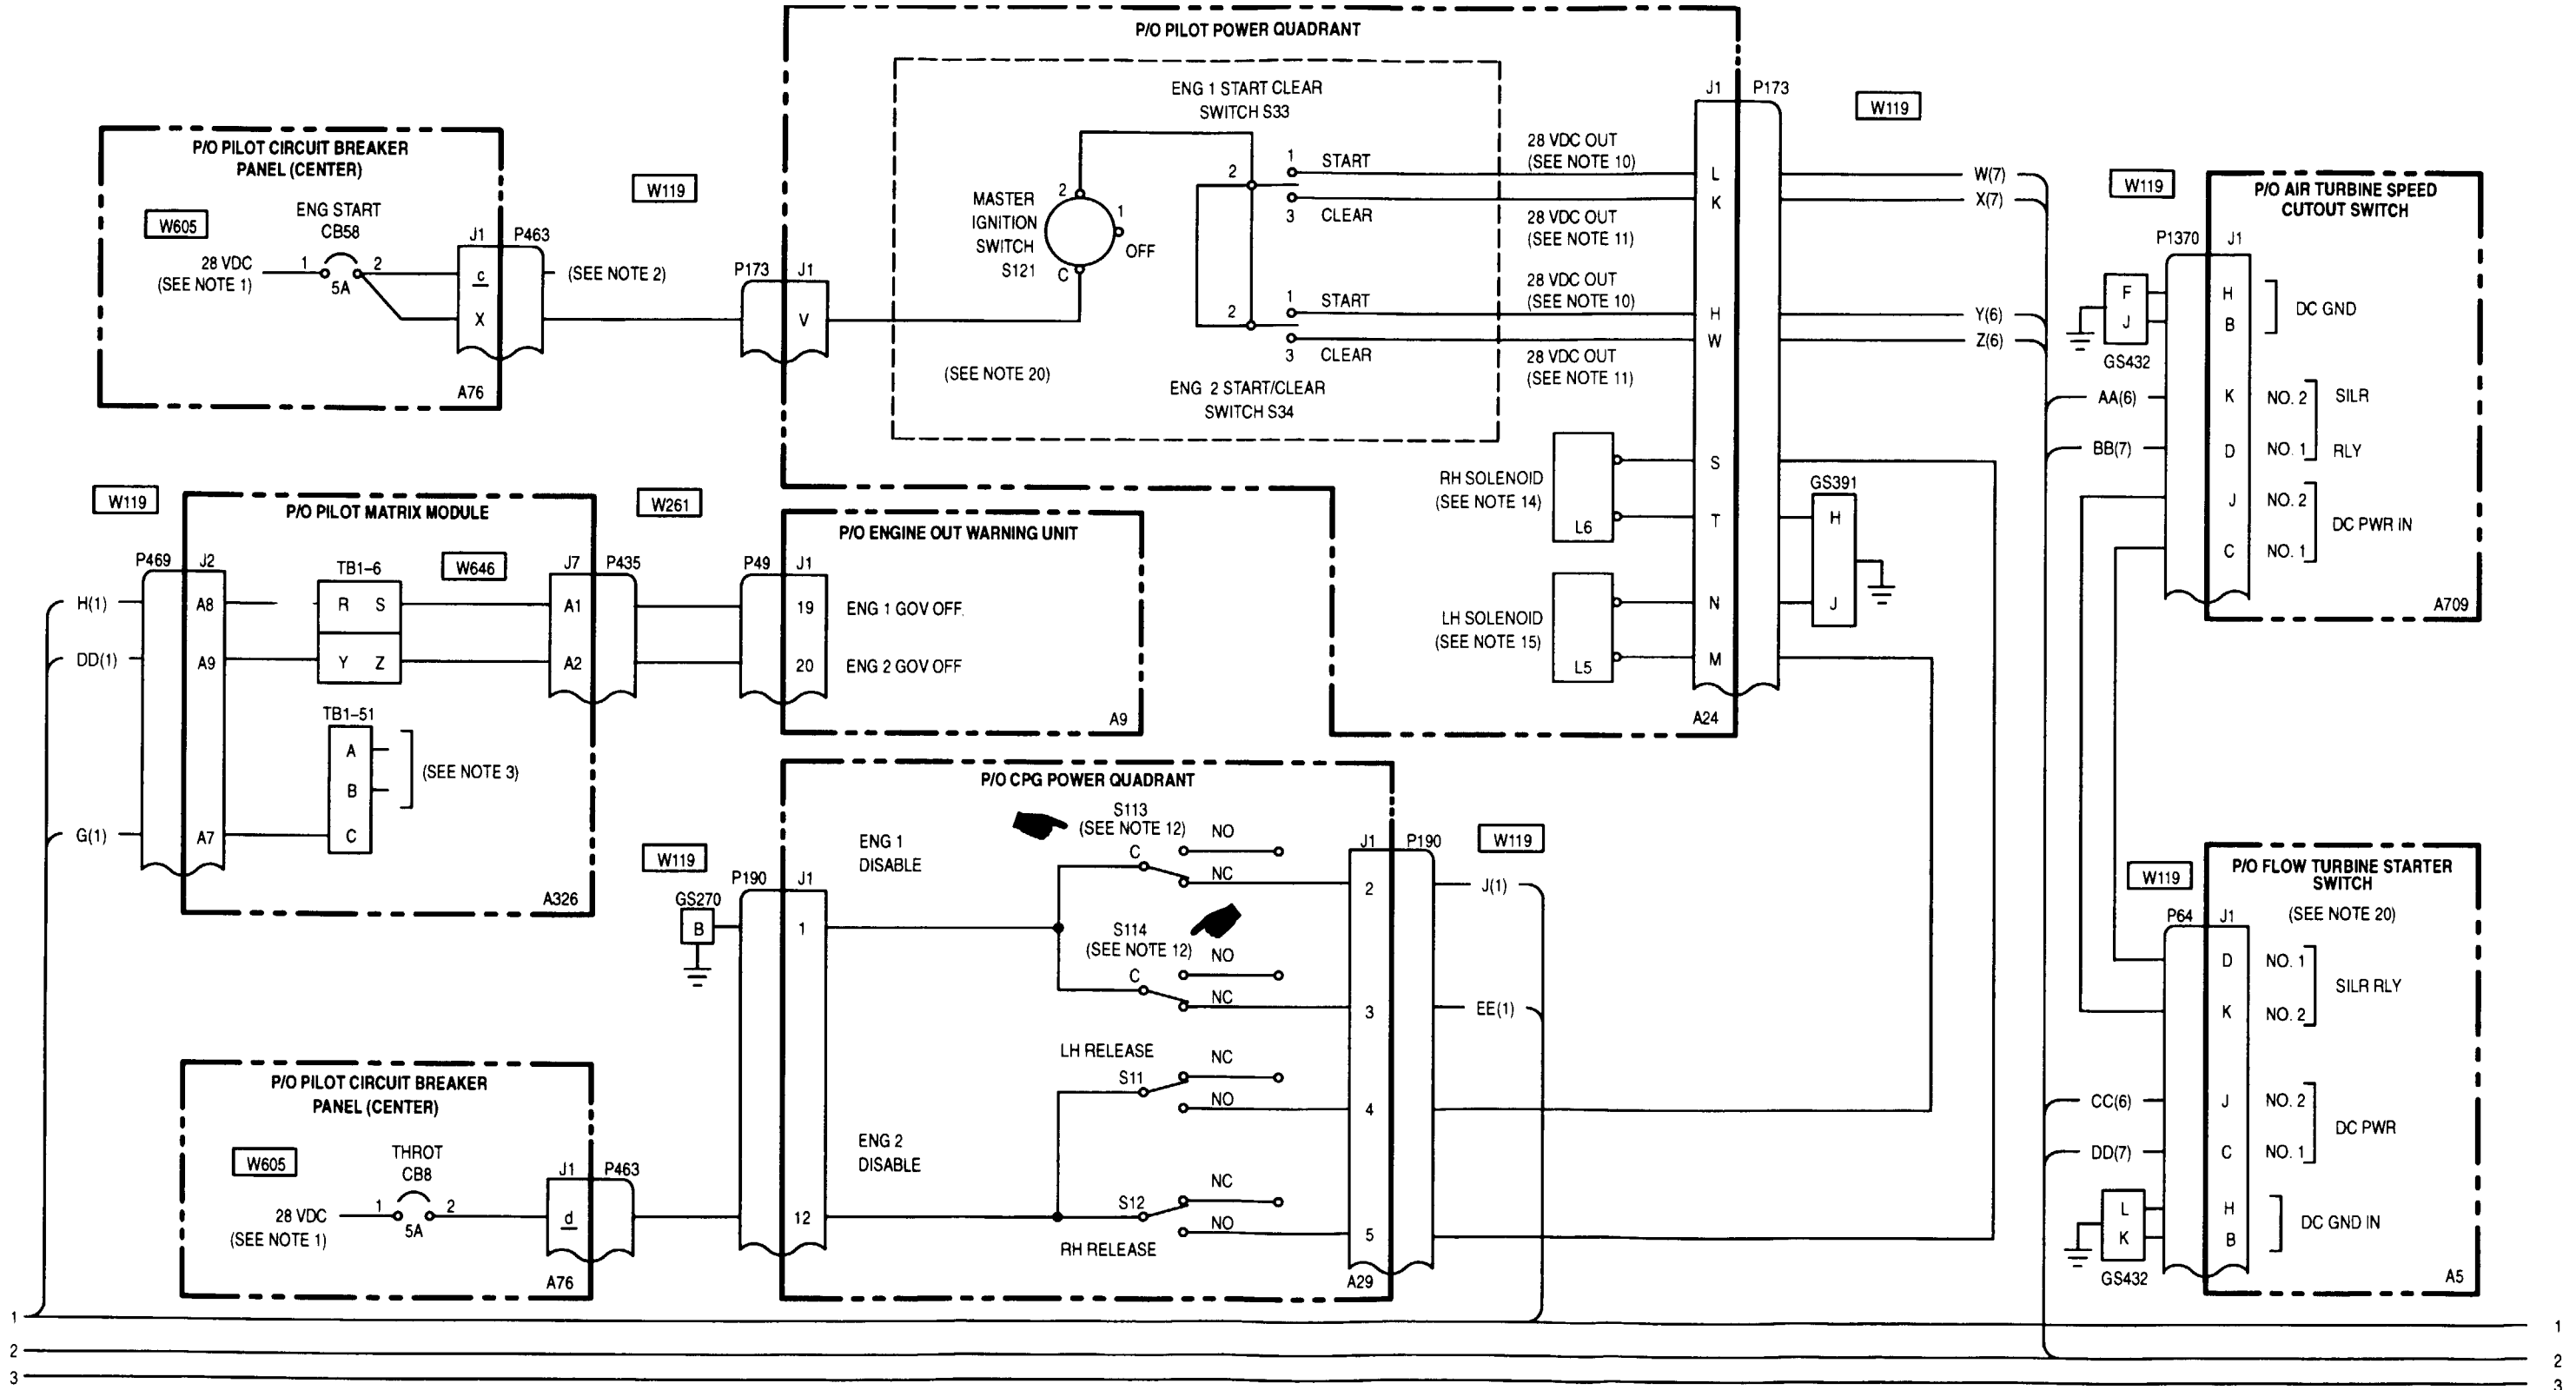 P/O PILOT POWER QUADRANT
ENG 1 START CLEAR
SWITCH S33
MASTER
IGNITION
SWITCH
S121
2
1
OFF
C
2
1
START
3
CLEAR
2
1
START
3
CLEAR
ENG 2 START/CLEAR
SWITCH S34
(SEE NOTE 20)
28 VDC OUT
(SEE NOTE 10)
28 VDC OUT
(SEE NOTE 11)
28 VDC OUT
(SEE NOTE 10)
28 VDC OUT
(SEE NOTE 11)
J1
P173
W119
L
K
H
W
S
T
N
M
W(7)
X(7)
Y(6)
Z(6)
RH SOLENOID
(SEE NOTE 14)
L6
LH SOLENOID
(SEE NOTE 15)
L5
GS391
H
J
A24
P/O PILOT CIRCUIT BREAKER
PANEL (CENTER)
W605
ENG START
CB58
28 VDC
(SEE NOTE 1)
1
2
5A
J1
P463
c
X
(SEE NOTE 2)
A76
W119
P173
J1
V
W119
P/O AIR TURBINE SPEED
CUTOUT SWITCH
P1370
J1
F
J
GS432
H
B
DC GND
AA(6)
K
NO. 2
SILR
BB(7)
D
NO. 1
RLY
J
NO. 2
DC PWR IN
C
NO. 1
A709
W119
P/O PILOT MATRIX MODULE
P469
J2
TB1-6
W646
J7
P435
W261
H(1)
A8
R
S
A1
DD(1)
A9
Y
Z
A2
TB1-51
A
B
C
(SEE NOTE 3)
G(1)
A7
A326
P/O ENGINE OUT WARNING UNIT
P49
J1
19
ENG 1 GOV OFF.
20
ENG 2 GOV OFF
A9
P/O CPG POWER QUADRANT
W119
GS270
B
P190
J1
1
12
ENG 1
DISABLE
S113
(SEE NOTE 12)
C
NO
NC
S114
(SEE NOTE 12)
C
NO
NC
LH RELEASE
S11
NC
NO
ENG 2
DISABLE
S12
NC
NO
RH RELEASE
J1
P190
W119
2
J(1)
3
EE(1)
4
5
A29
P/O PILOT CIRCUIT BREAKER
PANEL (CENTER)
W605
THROT
CB8
28 VDC
(SEE NOTE 1)
1
2
5A
J1
P463
d
A76
W119
P/O FLOW TURBINE STARTER
SWITCH
(SEE NOTE 20)
P64
J1
D
NO. 1
SILR RLY
K
NO. 2
CC(6)
J
NO. 2
DC PWR
DD(7)
C
NO. 1
L
K
GS432
H
B
DC GND IN
A5
1
1
2
2
3
3